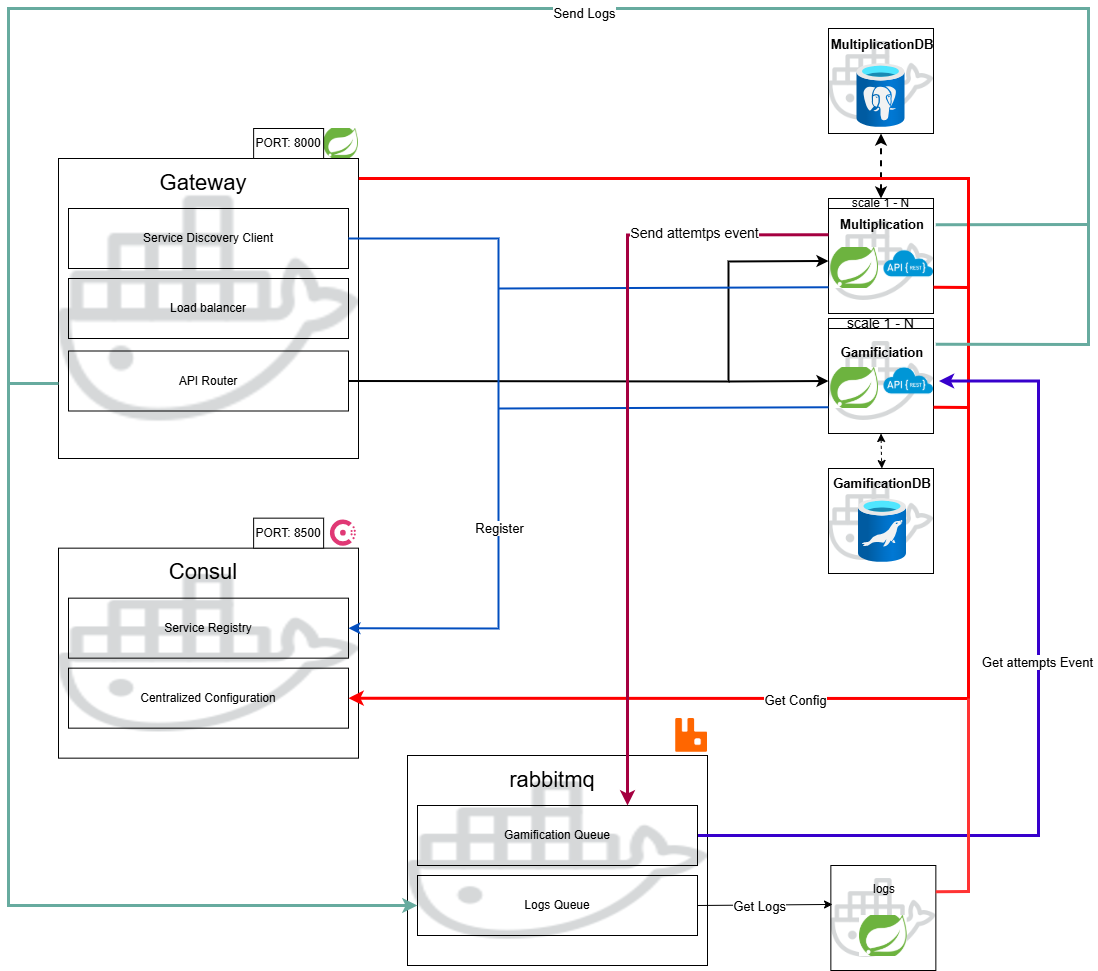 Send Logs
MultiplicationDB
PORT: 8000
Gateway
scale 1 - N
Multiplication
API {REST}
Send attemtps event
Service Discovery Client
Load balancer
scale 1 - N
Gamificiation
API {REST}
API Router
GamificationDB
PORT: 8500
Register
Consul
Service Registry
Get attempts Event
Centralized Configuration
Get Config
rabbitmq
Gamification Queue
logs
Logs Queue
Get Logs